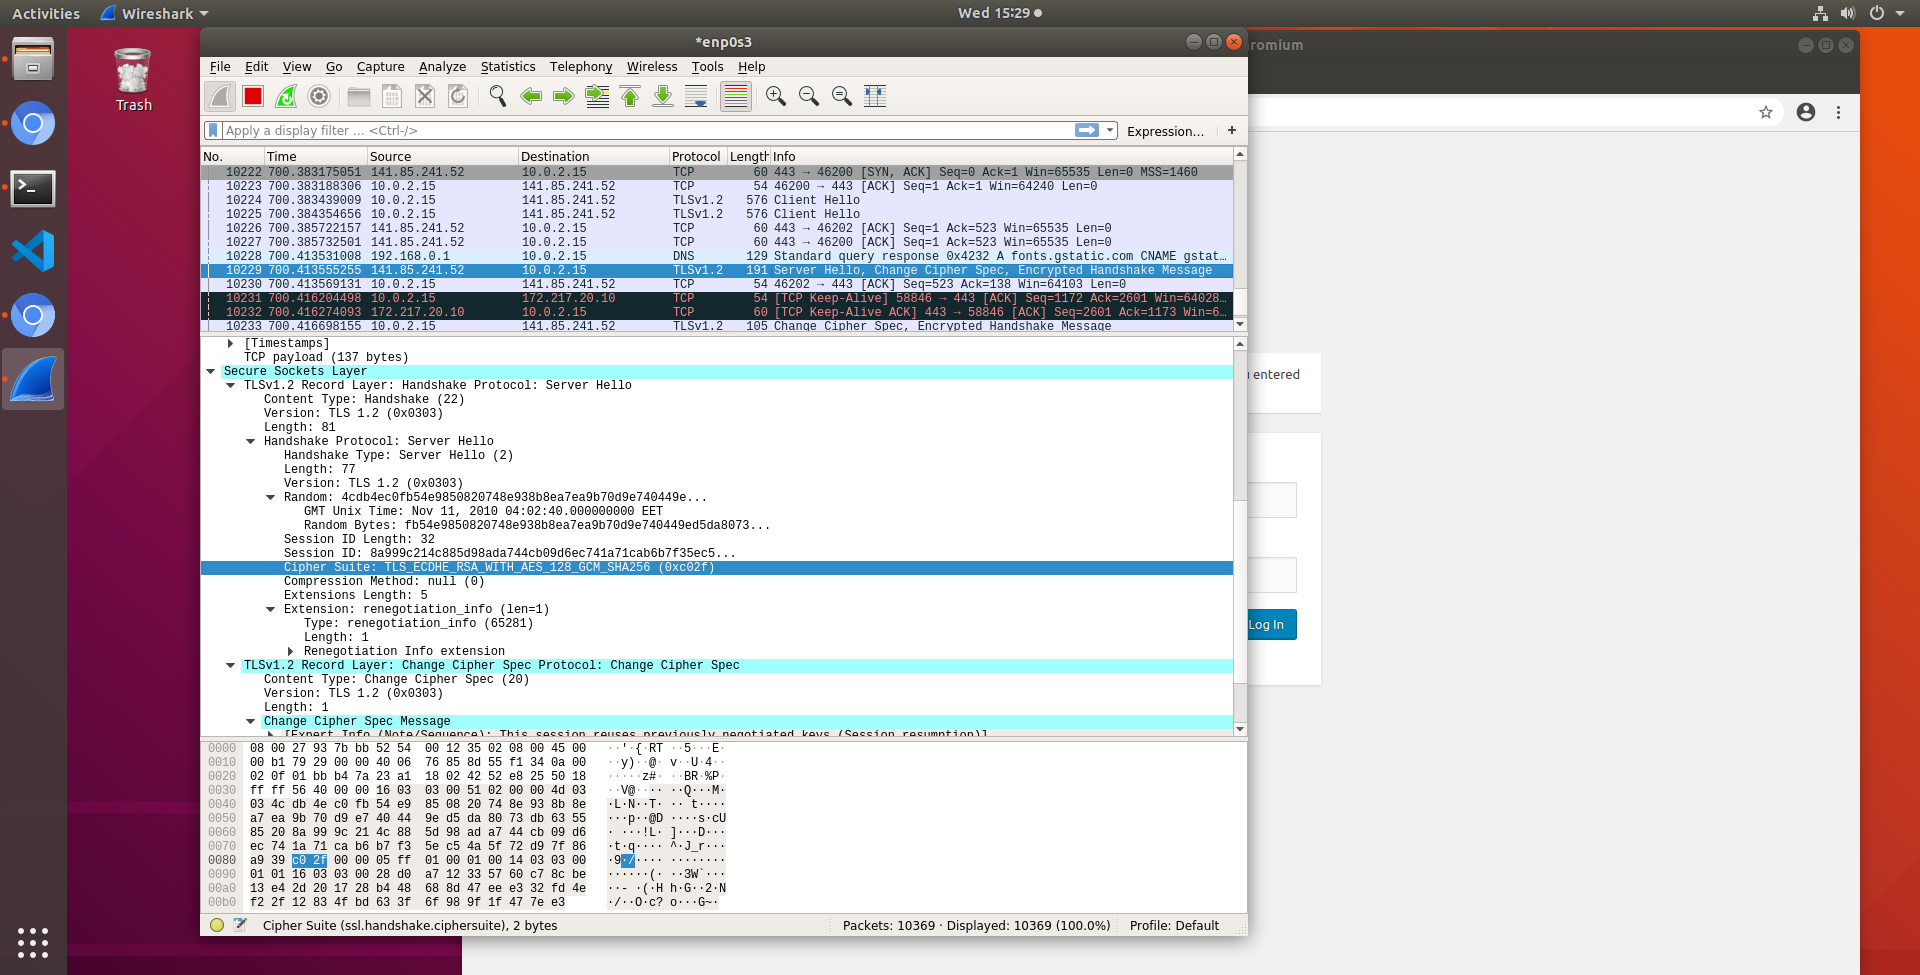 Activities
Wireshark
Wed 15:29
Trash
*enp0s3
romium
File Edit View Go Capture Analyze Statistics Telephony Wireless Tools Help
Apply a display filter ... <Ctrl-/>
Expression...
+
No. Time Source Destination Protocol Length Info
10222 700.383175051 141.85.241.52 10.0.2.15 TCP 60 443 → 46200 [SYN, ACK] Seq=0 Ack=1 Win=65535 Len=0 MSS=1460
10223 700.383188306 10.0.2.15 141.85.241.52 TCP 54 46200 → 443 [ACK] Seq=1 Ack=1 Win=64240 Len=0
10224 700.383439009 10.0.2.15 141.85.241.52 TLSv1.2 576 Client Hello
10225 700.384354656 10.0.2.15 141.85.241.52 TLSv1.2 576 Client Hello
10226 700.385722157 141.85.241.52 10.0.2.15 TCP 60 443 → 46202 [ACK] Seq=1 Ack=523 Win=65535 Len=0
10227 700.385732501 141.85.241.52 10.0.2.15 TCP 60 443 → 46200 [ACK] Seq=1 Ack=523 Win=65535 Len=0
10228 700.413531008 192.168.0.1 10.0.2.15 DNS 129 Standard query response 0x4232 A fonts.gstatic.com CNAME gstat…
10229 700.413555255 141.85.241.52 10.0.2.15 TLSv1.2 191 Server Hello, Change Cipher Spec, Encrypted Handshake Message
10230 700.413569131 10.0.2.15 141.85.241.52 TCP 54 46202 → 443 [ACK] Seq=523 Ack=138 Win=64103 Len=0
10231 700.416204498 10.0.2.15 172.217.20.10 TCP 54 [TCP Keep-Alive] 58846 → 443 [ACK] Seq=1172 Ack=2601 Win=64028…
10232 700.416274093 172.217.20.10 10.0.2.15 TCP 60 [TCP Keep-Alive ACK] 443 → 58846 [ACK] Seq=2601 Ack=1173 Win=6…
10233 700.416698155 10.0.2.15 141.85.241.52 TLSv1.2 105 Change Cipher Spec, Encrypted Handshake Message
[Timestamps]
TCP payload (137 bytes)
Secure Sockets Layer
TLSv1.2 Record Layer: Handshake Protocol: Server Hello
Content Type: Handshake (22)
Version: TLS 1.2 (0x0303)
Length: 81
Handshake Protocol: Server Hello
Handshake Type: Server Hello (2)
Length: 77
Version: TLS 1.2 (0x0303)
Random: 4cdb4ec0fb54e9850820748e938b8ea7ea9b70d9e740449e...
GMT Unix Time: Nov 11, 2010 04:02:40.000000000 EET
Random Bytes: fb54e9850820748e938b8ea7ea9b70d9e740449ed5da8073...
Session ID Length: 32
Session ID: 8a999c214c885d98ada744cb09d6ec741a71cab6b7f35ec5...
Cipher Suite: TLS_ECDHE_RSA_WITH_AES_128_GCM_SHA256 (0xc02f)
Compression Method: null (0)
Extensions Length: 5
Extension: renegotiation_info (len=1)
Type: renegotiation_info (65281)
Length: 1
Renegotiation Info extension
TLSv1.2 Record Layer: Change Cipher Spec Protocol: Change Cipher Spec
Content Type: Change Cipher Spec (20)
Version: TLS 1.2 (0x0303)
Length: 1
Change Cipher Spec Message
[Expert Info (Note/Sequence): This session reuses previously negotiated keys (Session resumption)]
entered
Log In
0000 08 00 27 93 7b bb 52 54 00 12 35 02 08 00 45 00 ··'·{·RT ··5···E·
0010 00 b1 79 29 00 00 40 06 76 85 8d 55 f1 34 0a 00 ··y)··@· v··U·4··
0020 02 0f 01 bb b4 7a 23 a1 18 02 42 52 e8 25 50 18 ·····z#· ··BR·%P·
0030 ff ff 56 40 00 00 16 03 03 00 51 02 00 00 4d 03 ··V@···· ··Q···M·
0040 03 4c db 4e c0 fb 54 e9 85 08 20 74 8e 93 8b 8e ·L·N··T· ·· t····
0050 a7 ea 9b 70 d9 e7 40 44 9e d5 da 80 73 db 63 55 ···p··@D ····s·cU
0060 85 20 8a 99 9c 21 4c 88 5d 98 ad a7 44 cb 09 d6 · ···!L· ]···D···
0070 ec 74 1a 71 ca b6 b7 f3 5e c5 4a 5f 72 d9 7f 86 ·t·q···· ^·J_r···
0080 a9 39 c0 2f 00 00 05 ff 01 00 01 00 14 03 03 00 ·9·/···· ········
0090 01 01 16 03 03 00 28 d0 a7 12 33 57 60 c7 8c be ······(· ··3W`···
00a0 13 e4 2d 20 17 28 b4 48 68 8d 47 ee e3 32 fd 4e ··- ·(·H h·G··2·N
00b0 f2 2f 12 83 4f bd 63 3f 6f 98 9f 1f 47 7e e3 ·/··O·c? o···G~·
Cipher Suite (ssl.handshake.ciphersuite), 2 bytes
Packets: 10369 · Displayed: 10369 (100.0%)
Profile: Default